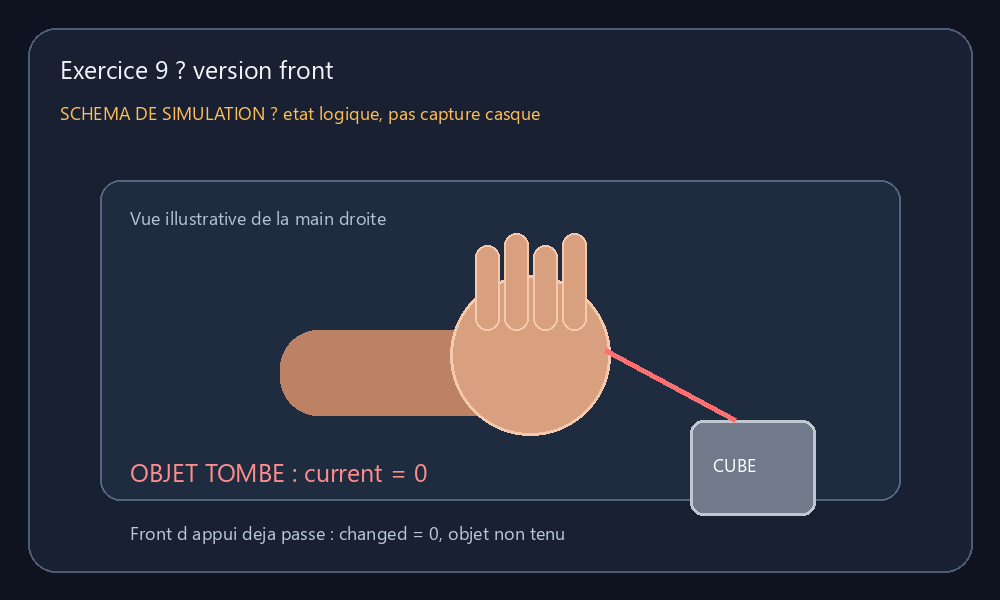 Exercice 9 ? version front
SCHEMA DE SIMULATION ? etat logique, pas capture casque
Vue illustrative de la main droite
CUBE
OBJET TOMBE : current = 0
Front d appui deja passe : changed = 0, objet non tenu